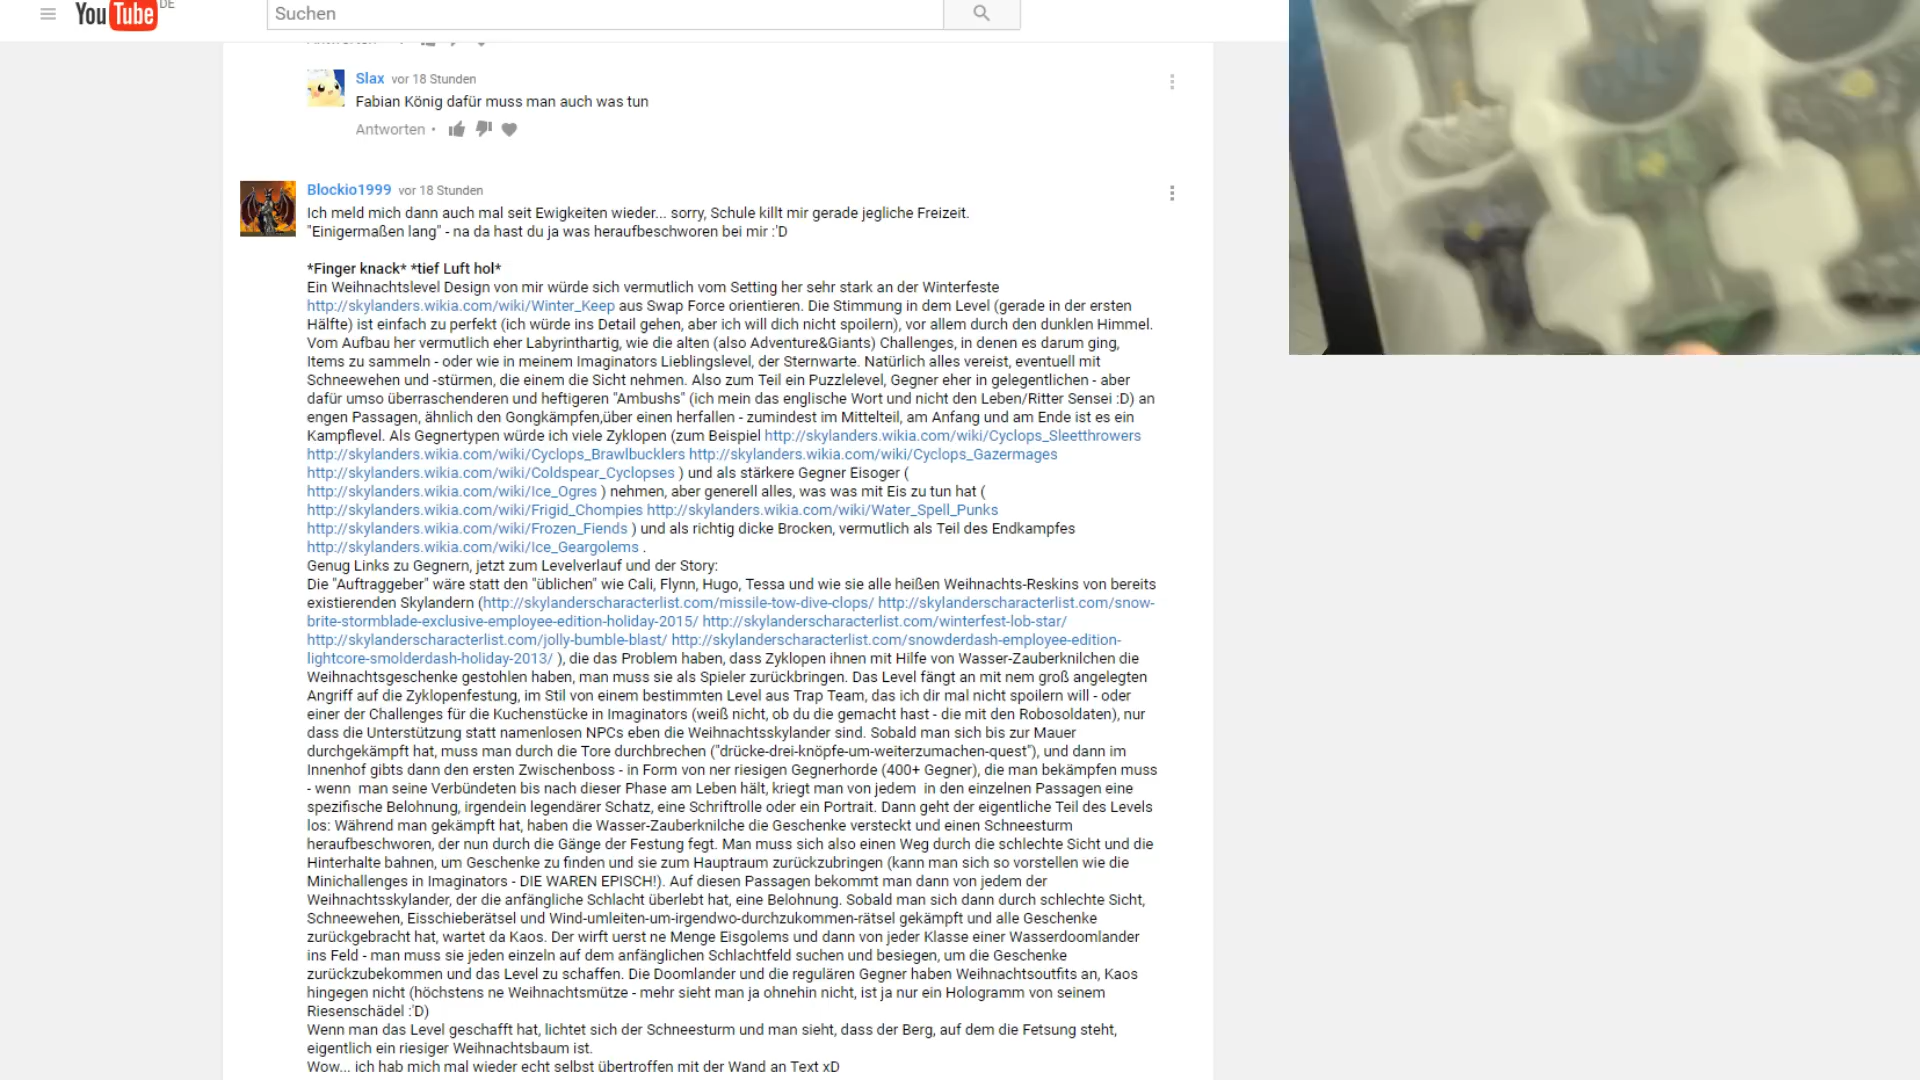 YouTube DE
Suchen
Antworten
Slax vor 18 Stunden
Fabian König dafür muss man auch was tun
Antworten •
Blockio1999 vor 18 Stunden
Ich meld mich dann auch mal seit Ewigkeiten wieder... sorry, Schule killt mir gerade jegliche Freizeit.
"Einigermaßen lang" - na da hast du ja was heraufbeschworen bei mir :'D
*Finger knack* *tief Luft hol*
Ein Weihnachtslevel Design von mir würde sich vermutlich vom Setting her sehr stark an der Winterfeste
http://skylanders.wikia.com/wiki/Winter_Keep aus Swap Force orientieren. Die Stimmung in dem Level (gerade in der ersten
Hälfte) ist einfach zu perfekt (ich würde ins Detail gehen, aber ich will dich nicht spoilern), vor allem durch den dunklen Himmel.
Vom Aufbau her vermutlich eher Labyrinthartig, wie die alten (also Adventure&Giants) Challenges, in denen es darum ging,
Items zu sammeln - oder wie in meinem Imaginators Lieblingslevel, der Sternwarte. Natürlich alles vereist, eventuell mit
Schneewehen und -stürmen, die einem die Sicht nehmen. Also zum Teil ein Puzzlelevel, Gegner eher in gelegentlichen - aber
dafür umso überraschenderen und heftigeren "Ambushs" (ich mein das englische Wort und nicht den Leben/Ritter Sensei :D) an
engen Passagen, ähnlich den Gongkämpfen,über einen herfallen - zumindest im Mittelteil, am Anfang und am Ende ist es ein
Kampflevel. Als Gegnertypen würde ich viele Zyklopen (zum Beispiel http://skylanders.wikia.com/wiki/Cyclops_Sleetthrowers
http://skylanders.wikia.com/wiki/Cyclops_Brawlbucklers http://skylanders.wikia.com/wiki/Cyclops_Gazermages
http://skylanders.wikia.com/wiki/Coldspear_Cyclopses ) und als stärkere Gegner Eisoger (
http://skylanders.wikia.com/wiki/Ice_Ogres ) nehmen, aber generell alles, was was mit Eis zu tun hat (
http://skylanders.wikia.com/wiki/Frigid_Chompies http://skylanders.wikia.com/wiki/Water_Spell_Punks
http://skylanders.wikia.com/wiki/Frozen_Fiends ) und als richtig dicke Brocken, vermutlich als Teil des Endkampfes
http://skylanders.wikia.com/wiki/Ice_Geargolems .
Genug Links zu Gegnern, jetzt zum Levelverlauf und der Story:
Die "Auftraggeber" wäre statt den "üblichen" wie Cali, Flynn, Hugo, Tessa und wie sie alle heißen Weihnachts-Reskins von bereits
existierenden Skylandern (http://skylanderscharacterlist.com/missile-tow-dive-clops/ http://skylanderscharacterlist.com/snow-
brite-stormblade-exclusive-employee-edition-holiday-2015/ http://skylanderscharacterlist.com/winterfest-lob-star/
http://skylanderscharacterlist.com/jolly-bumble-blast/ http://skylanderscharacterlist.com/snowderdash-employee-edition-
lightcore-smolderdash-holiday-2013/ ), die das Problem haben, dass Zyklopen ihnen mit Hilfe von Wasser-Zauberknilchen die
Weihnachtsgeschenke gestohlen haben, man muss sie als Spieler zurückbringen. Das Level fängt an mit nem groß angelegten
Angriff auf die Zyklopenfestung, im Stil von einem bestimmten Level aus Trap Team, das ich dir mal nicht spoilern will - oder
einer der Challenges für die Kuchenstücke in Imaginators (weiß nicht, ob du die gemacht hast - die mit den Robosoldaten), nur
dass die Unterstützung statt namenlosen NPCs eben die Weihnachtsskylander sind. Sobald man sich bis zur Mauer
durchgekämpft hat, muss man durch die Tore durchbrechen ("drücke-drei-knöpfe-um-weiterzumachen-quest"), und dann im
Innenhof gibts dann den ersten Zwischenboss - in Form von ner riesigen Gegnerhorde (400+ Gegner), die man bekämpfen muss
- wenn  man seine Verbündeten bis nach dieser Phase am Leben hält, kriegt man von jedem  in den einzelnen Passagen eine
spezifische Belohnung, irgendein legendärer Schatz, eine Schriftrolle oder ein Portrait. Dann geht der eigentliche Teil des Levels
los: Während man gekämpft hat, haben die Wasser-Zauberknilche die Geschenke versteckt und einen Schneesturm
heraufbeschworen, der nun durch die Gänge der Festung fegt. Man muss sich also einen Weg durch die schlechte Sicht und die
Hinterhalte bahnen, um Geschenke zu finden und sie zum Hauptraum zurückzubringen (kann man sich so vorstellen wie die
Minichallenges in Imaginators - DIE WAREN EPISCH!). Auf diesen Passagen bekommt man dann von jedem der
Weihnachtsskylander, der die anfängliche Schlacht überlebt hat, eine Belohnung. Sobald man sich dann durch schlechte Sicht,
Schneewehen, Eisschieberätsel und Wind-umleiten-um-irgendwo-durchzukommen-rätsel gekämpft und alle Geschenke
zurückgebracht hat, wartet da Kaos. Der wirft uerst ne Menge Eisgolems und dann von jeder Klasse einer Wasserdoomlander
ins Feld - man muss sie jeden einzeln auf dem anfänglichen Schlachtfeld suchen und besiegen, um die Geschenke
zurückzubekommen und das Level zu schaffen. Die Doomlander und die regulären Gegner haben Weihnachtsoutfits an, Kaos
hingegen nicht (höchstens ne Weihnachtsmütze - mehr sieht man ja ohnehin nicht, ist ja nur ein Hologramm von seinem
Riesenschädel :'D)
Wenn man das Level geschafft hat, lichtet sich der Schneesturm und man sieht, dass der Berg, auf dem die Fetsung steht,
eigentlich ein riesiger Weihnachtsbaum ist.
Wow... ich hab mich mal wieder echt selbst übertroffen mit der Wand an Text xD